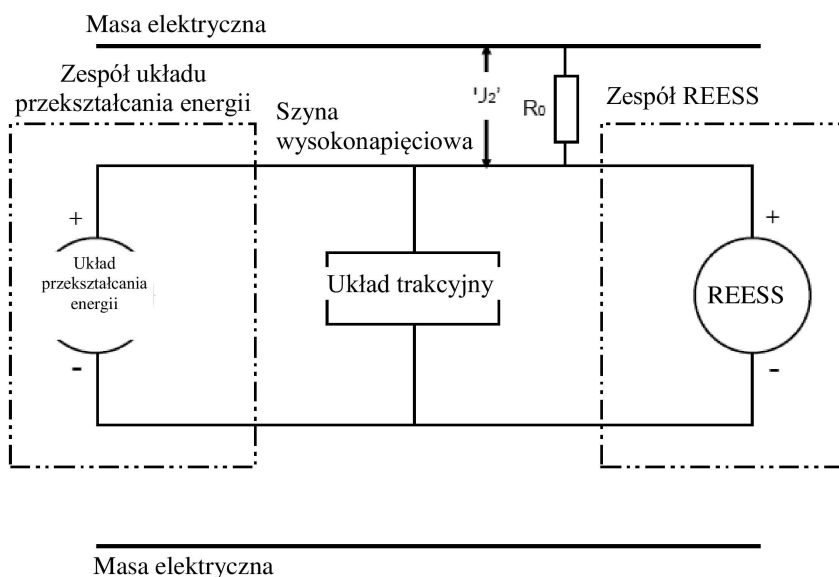 Masa elektryczna
Zespół układu
przekształcania energii
Szyna
wysokonapięciowa
'U₂'
R₀
Zespół REESS
+
Układ
przekształcania
energii
-
Układ trakcyjny
+
REESS
-
Masa elektryczna